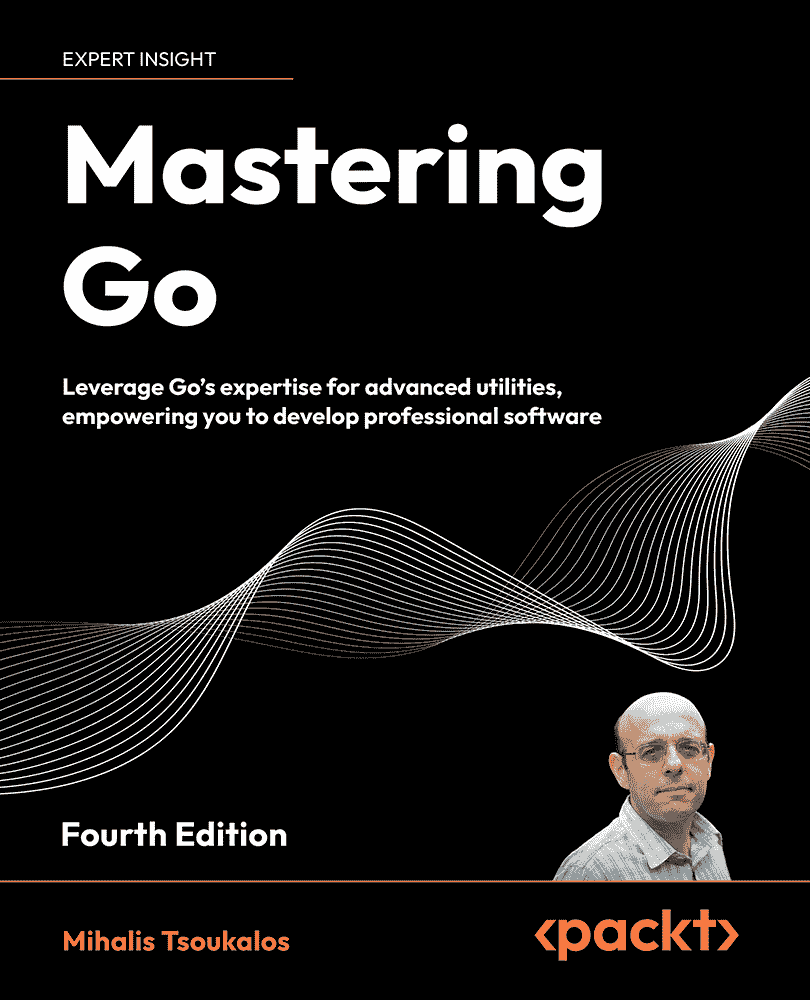 EXPERT INSIGHT
Mastering
Go
Leverage Go’s expertise for advanced utilities,
empowering you to develop professional software
Fourth Edition
Mihalis Tsoukalos
<packt>